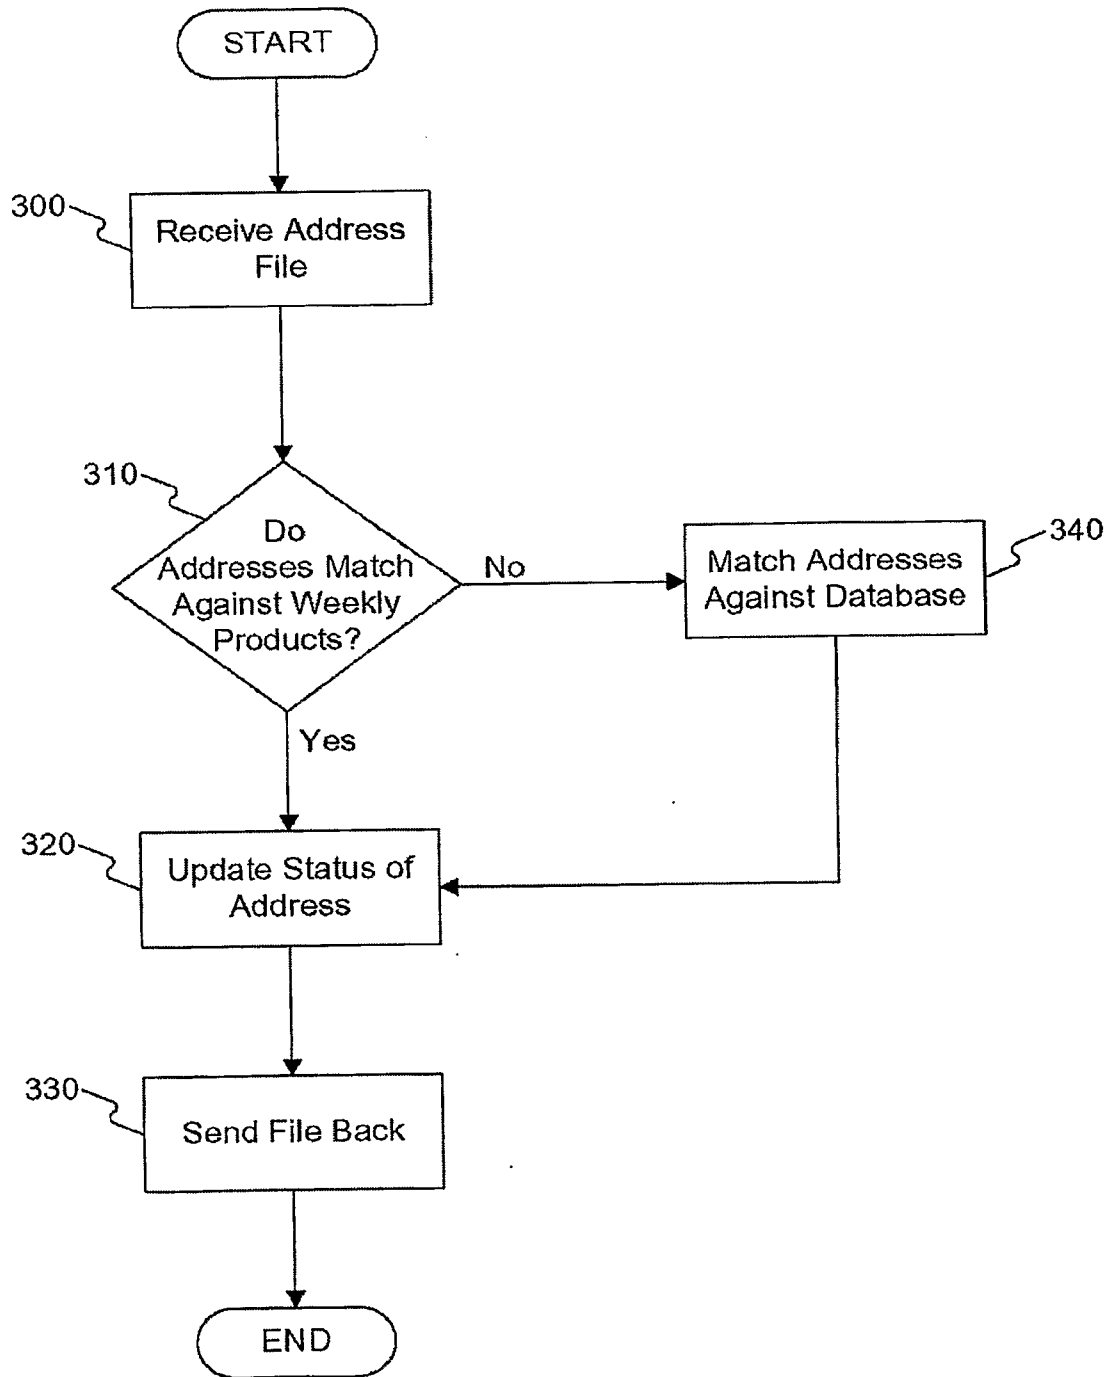 START
300
Receive Address
File
310
Do
Addresses Match
Against Weekly
Products?
No
Match Addresses
Against Database
340
Yes
320
Update Status of
Address
330
Send File Back
END